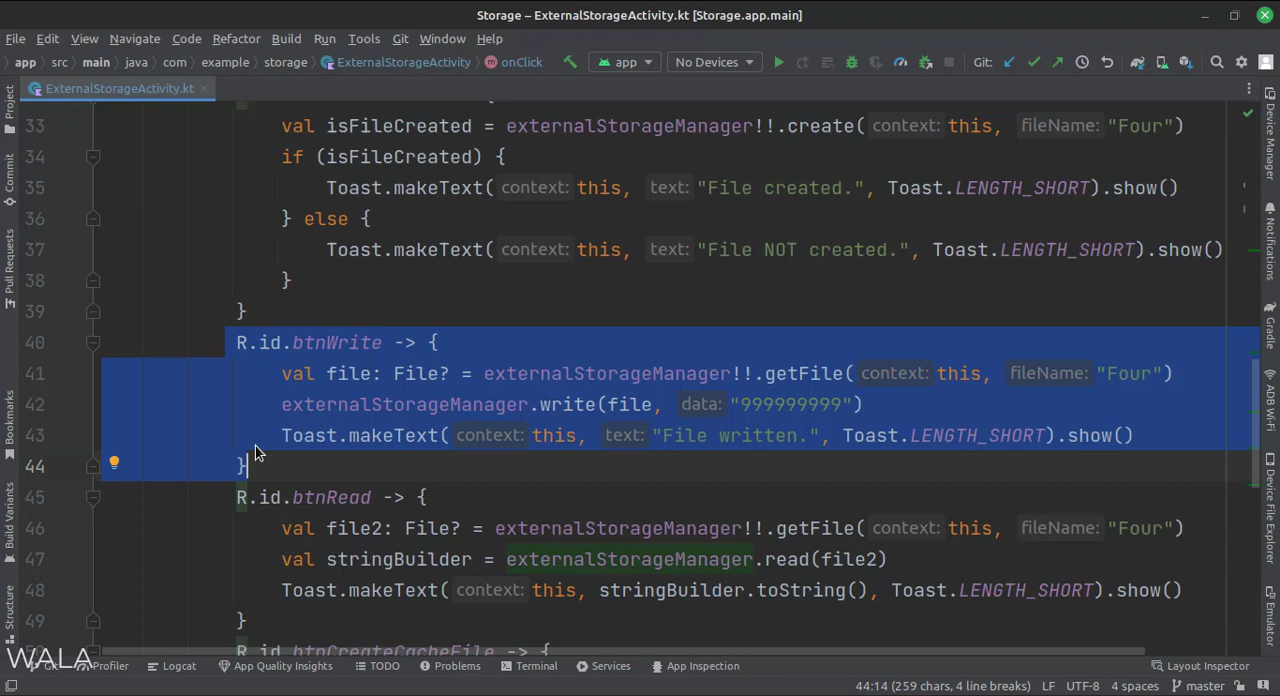 Storage – ExternalStorageActivity.kt [Storage.app.main]
File Edit View Navigate Code Refactor Build Run Tools Git Window Help
app src main java com example storage ExternalStorageActivity onClick app No Devices Git:
ExternalStorageActivity.kt
33 val isFileCreated = externalStorageManager!!.create( context: this, fileName: "Four")
34 if (isFileCreated) {
35 Toast.makeText( context: this, text: "File created.", Toast.LENGTH_SHORT).show()
36 } else {
37 Toast.makeText( context: this, text: "File NOT created.", Toast.LENGTH_SHORT).show()
38 }
39 }
40 R.id.btnWrite -> {
41 val file: File? = externalStorageManager!!.getFile( context: this, fileName: "Four")
42 externalStorageManager.write(file, data: "999999999")
43 Toast.makeText( context: this, text: "File written.", Toast.LENGTH_SHORT).show()
44 }
45 R.id.btnRead -> {
46 val file2: File? = externalStorageManager!!.getFile( context: this, fileName: "Four")
47 val stringBuilder = externalStorageManager.read(file2)
48 Toast.makeText( context: this, stringBuilder.toString(), Toast.LENGTH_SHORT).show()
49 }
R.id.btnCreateCacheFile -> {
Project
Commit
Pull Requests
Bookmarks
Build Variants
Structure
Device Manager
Notifications
Gradle
ADB Wifi
Device File Explorer
Emulator
WALA
Git Profiler Logcat App Quality Insights TODO Problems Terminal Services App Inspection Layout Inspector
44:14 (259 chars, 4 line breaks) LF UTF-8 4 spaces master